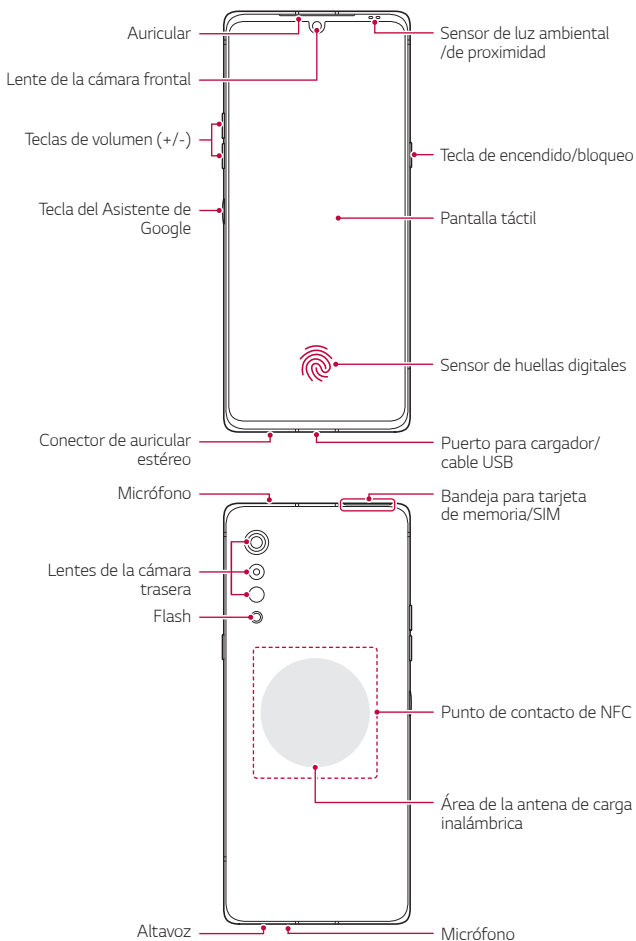 Auricular
Sensor de luz ambiental
/de proximidad
Lente de la cámara frontal
Teclas de volumen (+/-)
Tecla de encendido/bloqueo
Tecla del Asistente de
Google
Pantalla táctil
Sensor de huellas digitales
Conector de auricular
estéreo
Puerto para cargador/
cable USB
Micrófono
Bandeja para tarjeta
de memoria/SIM
Lentes de la cámara
trasera
Flash
Punto de contacto de NFC
Área de la antena de carga
inalámbrica
Altavoz
Micrófono